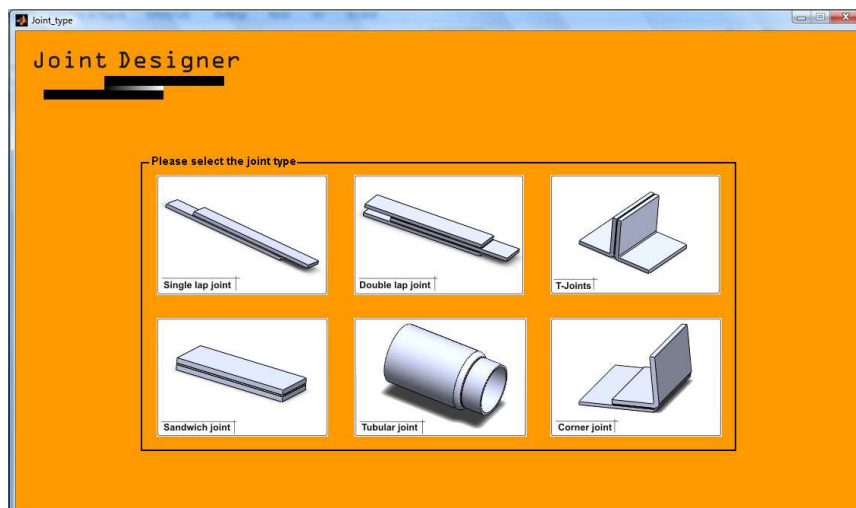 Joint_type
Joint Designer
Please select the joint type
Single lap joint
Double lap joint
T-Joints
Sandwich joint
Tubular joint
Corner joint